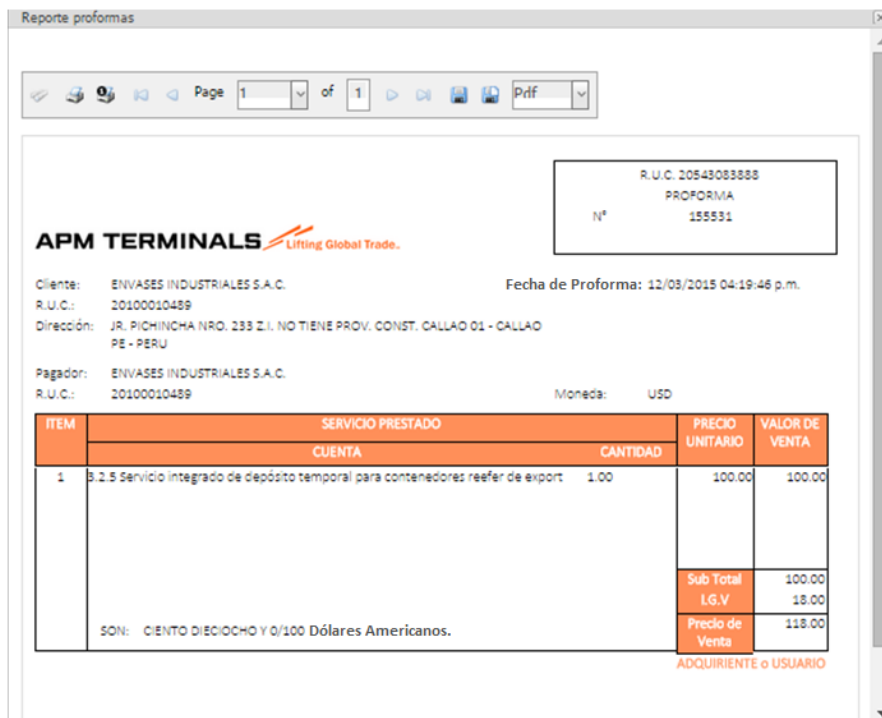 Reporte proformas
Page 1 of 1 Pdf
R.U.C. 20543083888
PROFORMA
N° 155531
APM TERMINALS Lifting Global Trade.
Cliente: ENVASES INDUSTRIALES S.A.C. Fecha de Proforma: 12/03/2015 04:19:46 p.m.
R.U.C.: 20100010489
Dirección: JR. PICHINCHA NRO. 233 Z.I. NO TIENE PROV. CONST. CALLAO 01 - CALLAO
PE - PERU
Pagador: ENVASES INDUSTRIALES S.A.C.
R.U.C.: 20100010489 Moneda: USD
ITEM SERVICIO PRESTADO PRECIO UNITARIO VALOR DE VENTA
CUENTA CANTIDAD
1 3.2.5 Servicio integrado de depósito temporal para contenedores reefer de export 1.00 100.00 100.00
Sub Total 100.00
I.G.V 18.00
SON: CIENTO DIECIOCHO Y 0/100 Dólares Americanos. Precio de Venta 118.00
ADQUIRIENTE o USUARIO